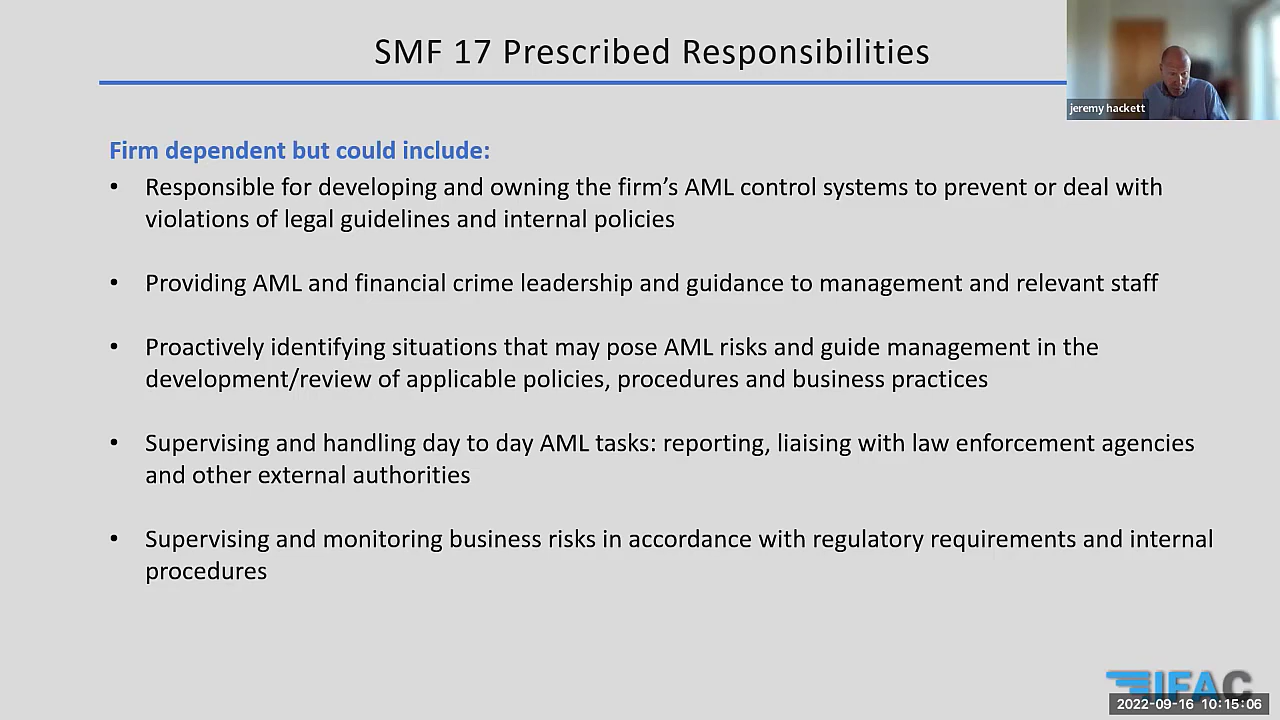 SMF 17 Prescribed Responsibilities
jeremy hackett
Firm dependent but could include:
• Responsible for developing and owning the firm's AML control systems to prevent or deal with
violations of legal guidelines and internal policies
• Providing AML and financial crime leadership and guidance to management and relevant staff
• Proactively identifying situations that may pose AML risks and guide management in the
development/review of applicable policies, procedures and business practices
• Supervising and handling day to day AML tasks: reporting, liaising with law enforcement agencies
and other external authorities
• Supervising and monitoring business risks in accordance with regulatory requirements and internal
procedures
IFAC
2022-09-16 10:15:06